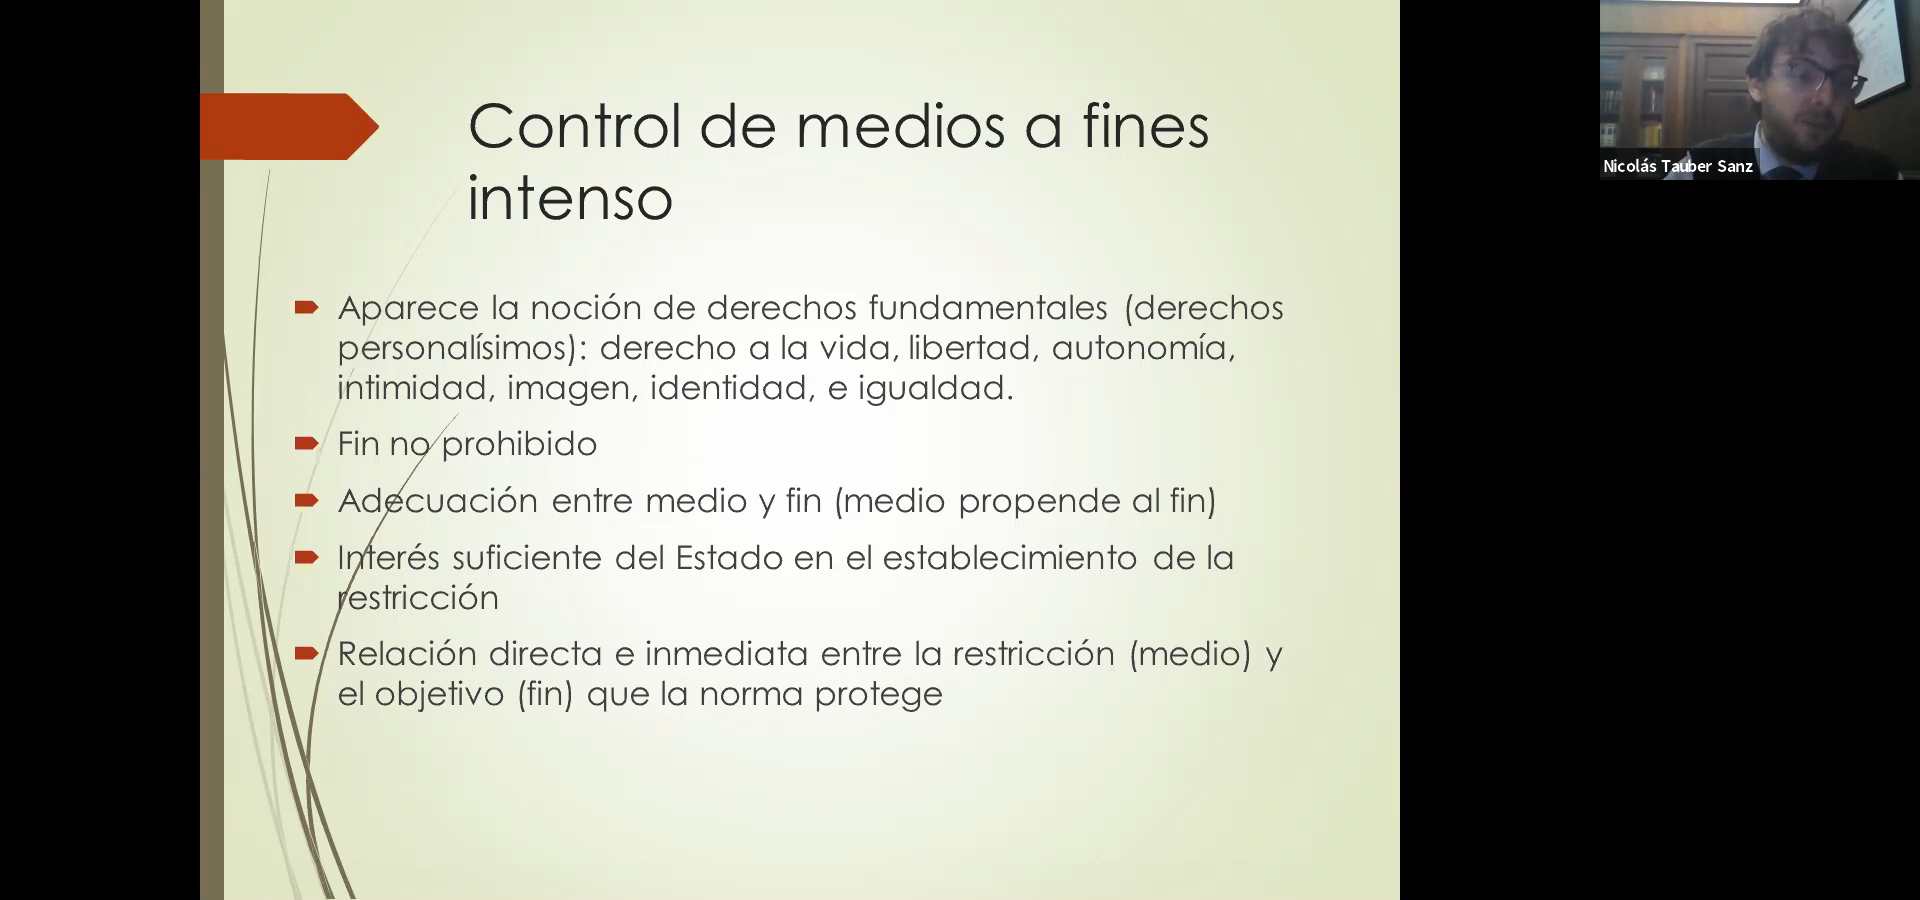 Control de medios a fines
intenso
Aparece la noción de derechos fundamentales (derechos
personalísimos): derecho a la vida, libertad, autonomía,
intimidad, imagen, identidad, e igualdad.
Fin no prohibido
Adecuación entre medio y fin (medio propende al fin)
Interés suficiente del Estado en el establecimiento de la
restricción
Relación directa e inmediata entre la restricción (medio) y
el objetivo (fin) que la norma protege
Nicolás Tauber Sanz